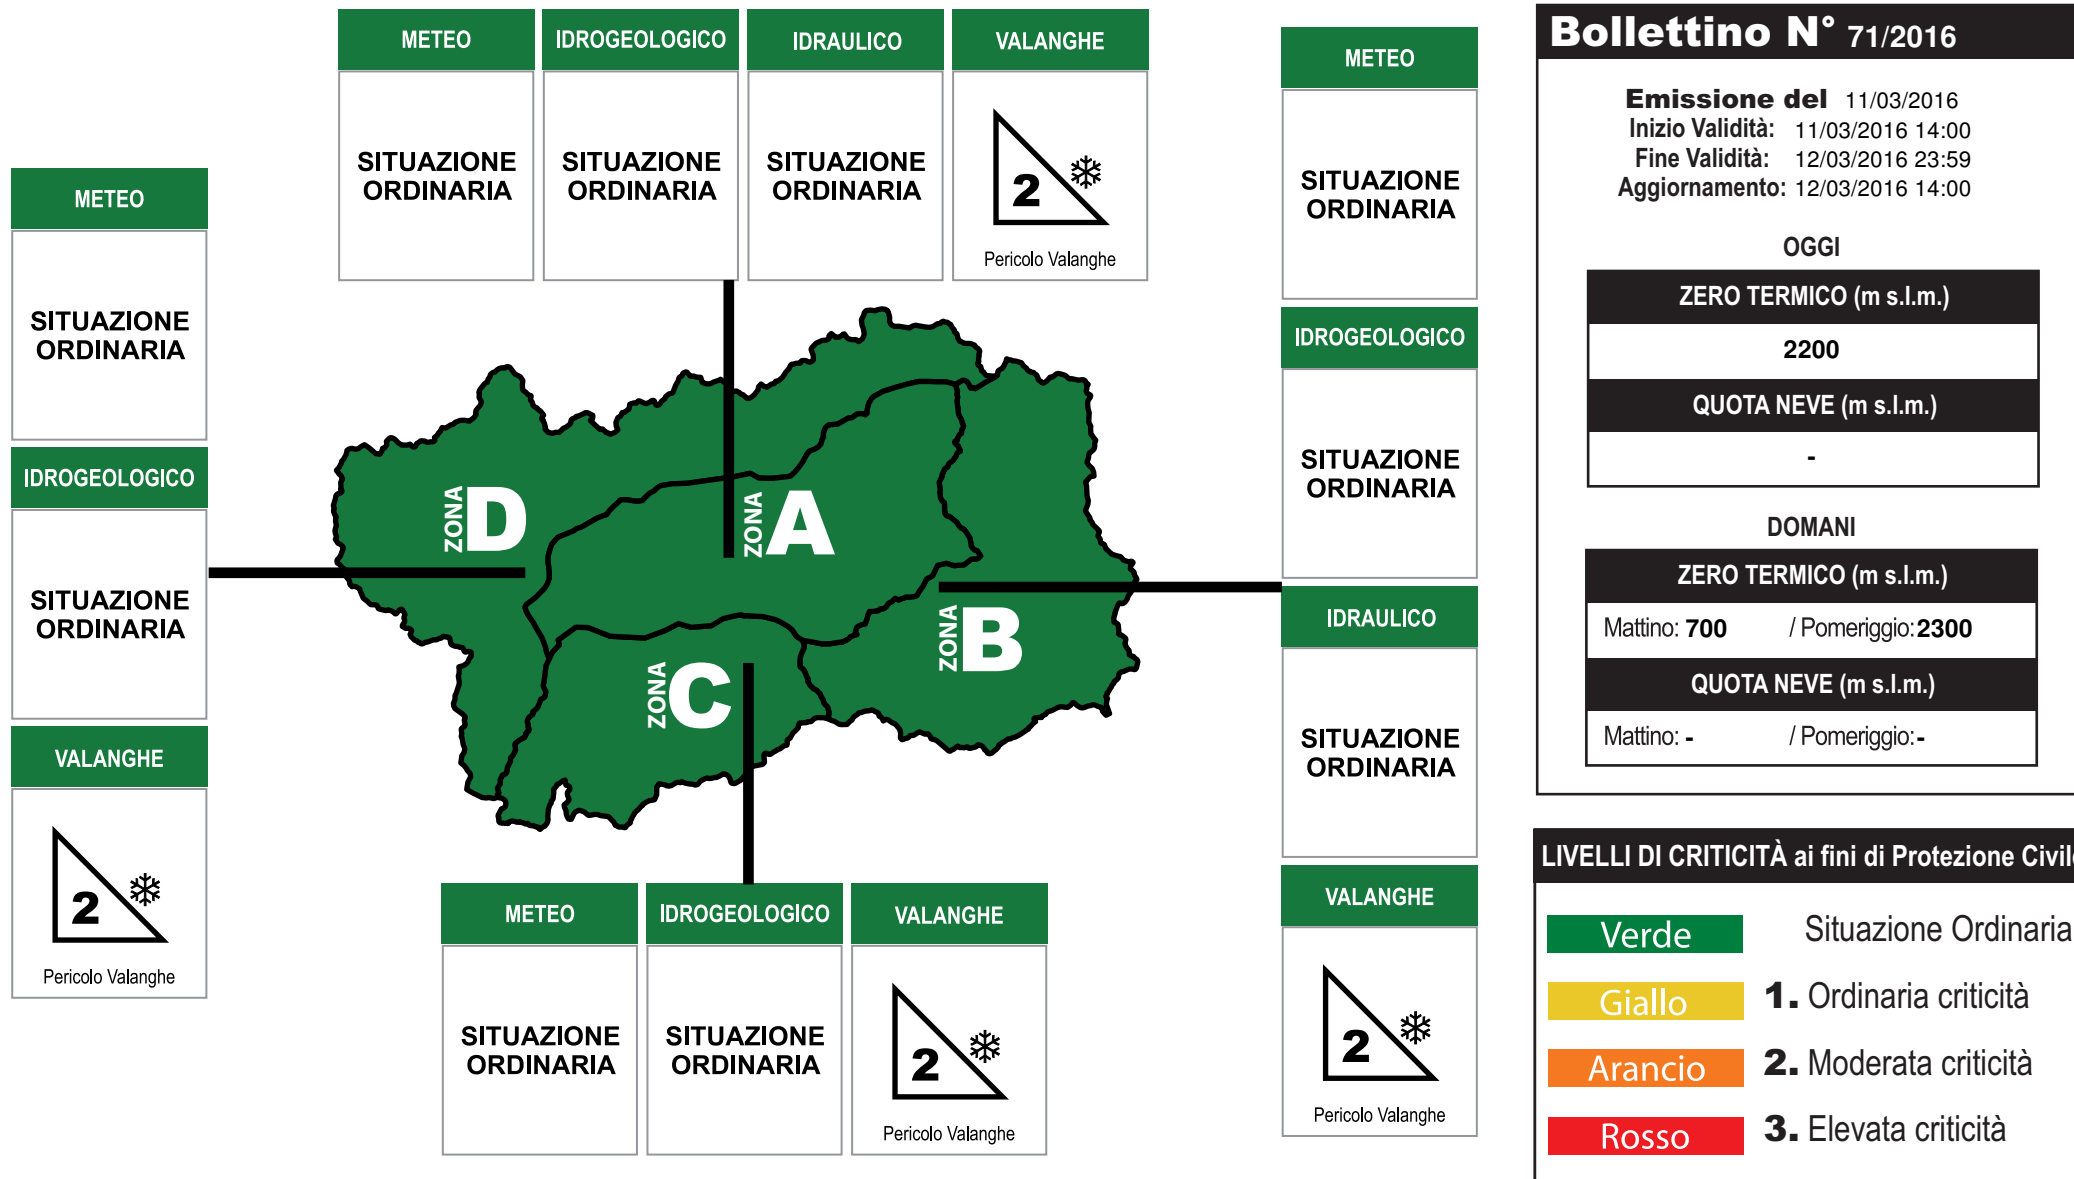 METEO
IDROGEOLOGICO
IDRAULICO
VALANGHE
SITUAZIONE
ORDINARIA
SITUAZIONE
ORDINARIA
SITUAZIONE
ORDINARIA
2
Pericolo Valanghe
METEO
SITUAZIONE
ORDINARIA
IDROGEOLOGICO
SITUAZIONE
ORDINARIA
VALANGHE
2
Pericolo Valanghe
ZONA D
ZONA A
ZONA B
ZONA C
METEO
IDROGEOLOGICO
VALANGHE
SITUAZIONE
ORDINARIA
SITUAZIONE
ORDINARIA
2
Pericolo Valanghe
METEO
SITUAZIONE
ORDINARIA
IDROGEOLOGICO
SITUAZIONE
ORDINARIA
IDRAULICO
SITUAZIONE
ORDINARIA
VALANGHE
2
Pericolo Valanghe
Bollettino N° 71/2016
Emissione del 11/03/2016
Inizio Validità: 11/03/2016 14:00
Fine Validità: 12/03/2016 23:59
Aggiornamento: 12/03/2016 14:00
OGGI
ZERO TERMICO (m s.l.m.)
2200
QUOTA NEVE (m s.l.m.)
-
DOMANI
ZERO TERMICO (m s.l.m.)
Mattino: 700 / Pomeriggio: 2300
QUOTA NEVE (m s.l.m.)
Mattino: - / Pomeriggio: -
LIVELLI DI CRITICITÀ ai fini di Protezione Civile
Verde Situazione Ordinaria
Giallo 1. Ordinaria criticità
Arancio 2. Moderata criticità
Rosso 3. Elevata criticità